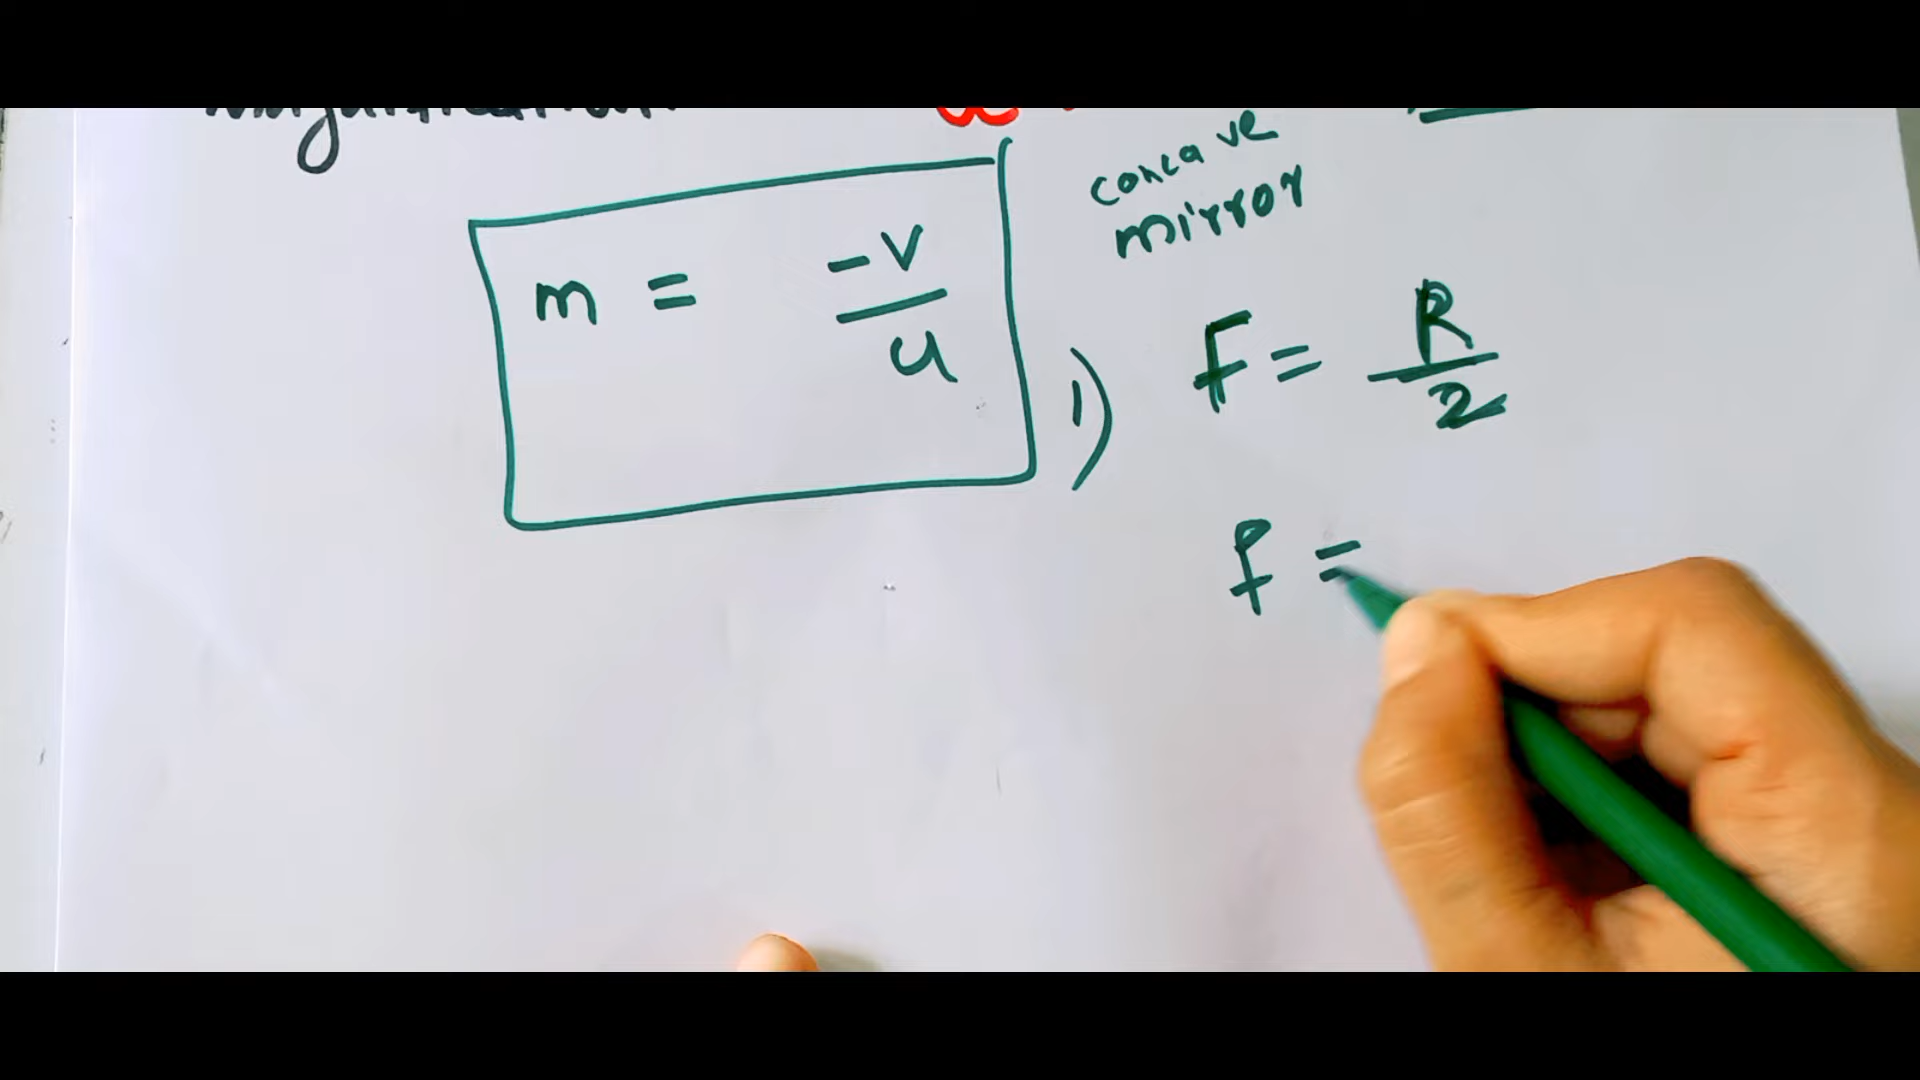 concave
mirror
m = -v/u
1) F = R/2
f =